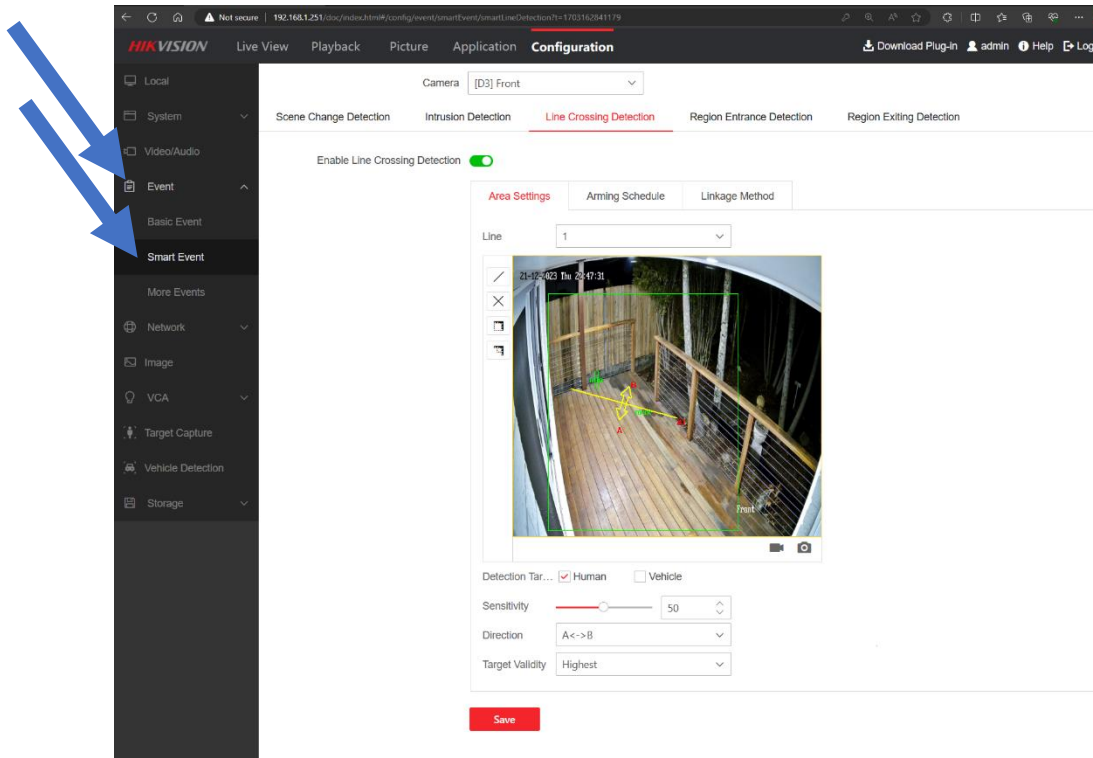 Not secure 192.168.1.251/doc/index.html#/config/event/smartEvent/smartLineDetection?t=1703162841179
HIKVISION Live View Playback Picture Application Configuration Download Plug-in admin Help Log
Local
Camera [D3] Front
System
Scene Change Detection Intrusion Detection Line Crossing Detection Region Entrance Detection Region Exiting Detection
Video/Audio
Enable Line Crossing Detection
Event
Area Settings Arming Schedule Linkage Method
Basic Event
Line 1
Smart Event
21-12-2023 Thu
More Events
Network
Image
B
VCA
A
Target Capture
Vehicle Detection
Storage
Front
Detection Tar... Human Vehicle
Sensitivity 50
Direction A<->B
Target Validity Highest
Save